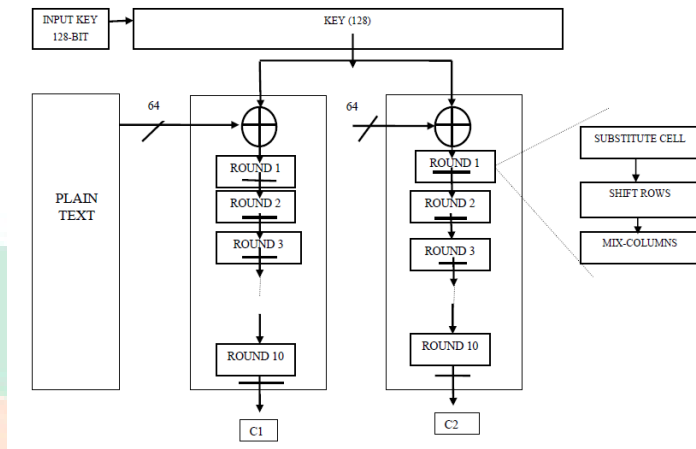 INPUT KEY
128-BIT
KEY (128)
PLAIN
TEXT
64
ROUND 1
ROUND 2
ROUND 3
ROUND 10
C1
64
ROUND 1
ROUND 2
ROUND 3
ROUND 10
C2
SUBSTITUTE CELL
SHIFT ROWS
MIX-COLUMNS